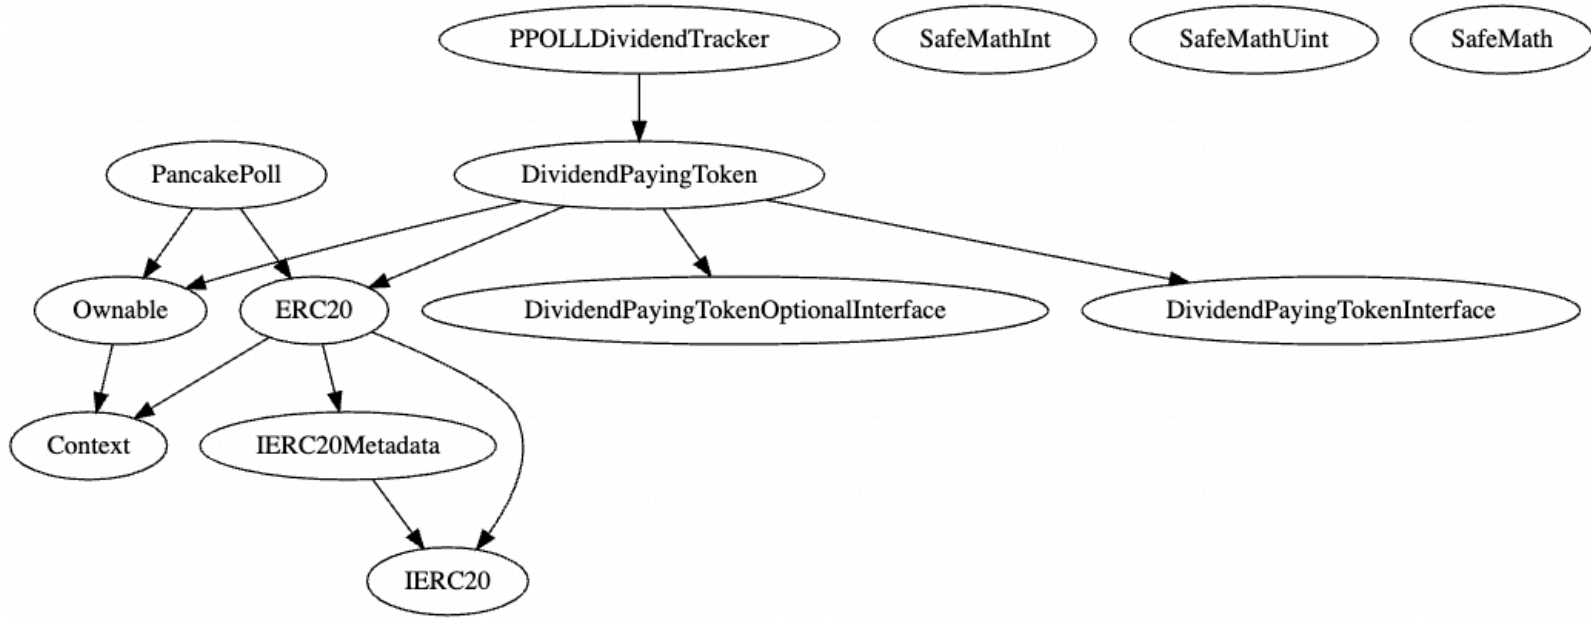 PPOLLDividendTracker
SafeMathInt
SafeMathUint
SafeMath
PancakePoll
DividendPayingToken
Ownable
ERC20
DividendPayingTokenOptionalInterface
DividendPayingTokenInterface
Context
IERC20Metadata
IERC20